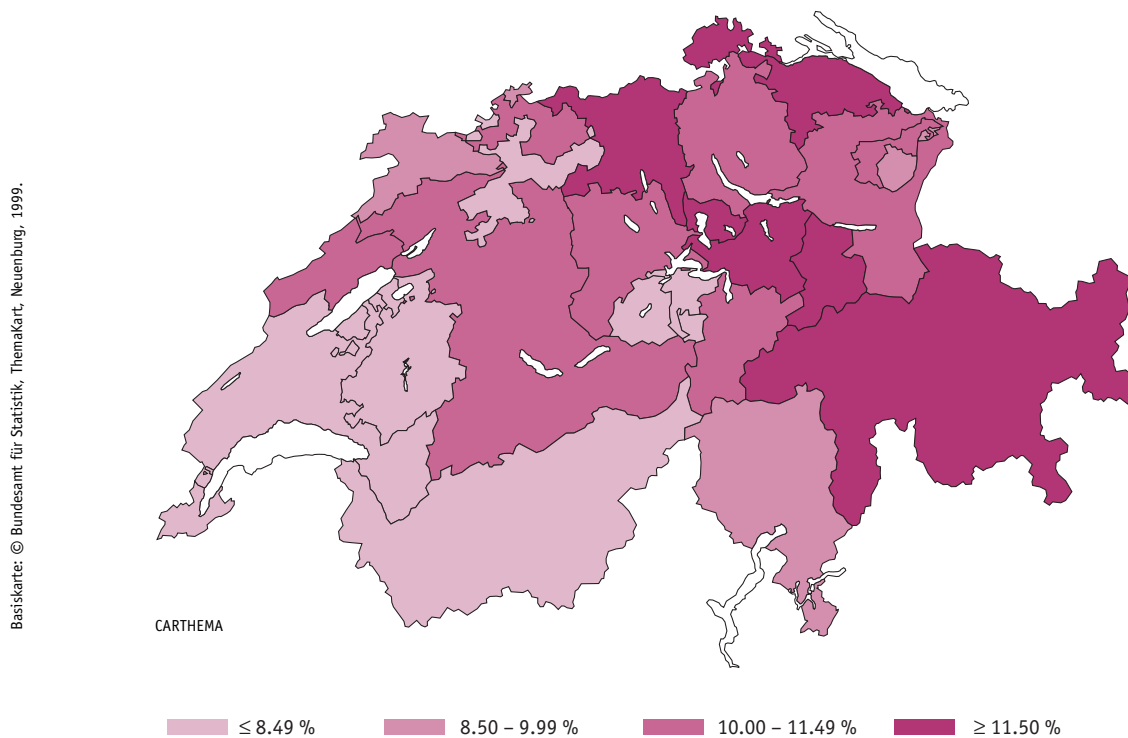 Basiskarte: © Bundesamt für Statistik, ThemaKart, Neuenburg, 1999.
CARTHEMA
≤ 8.49 %
8.50 – 9.99 %
10.00 – 11.49 %
≥ 11.50 %